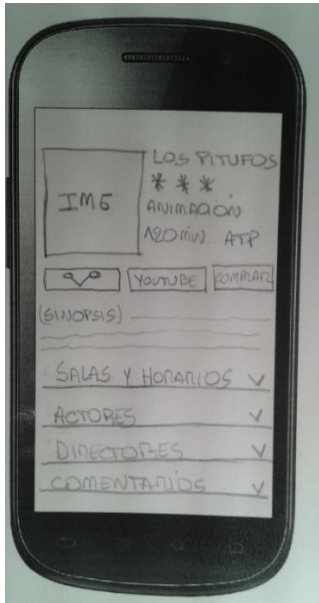 LOS PITUFOS
IMG
* * *
ANIMACIÓN
120 MIN. ATP
YOUTUBE
COMPRAR
(SINOPSIS)
SALAS Y HORARIOS
ACTORES
DIRECTORES
COMENTARIOS